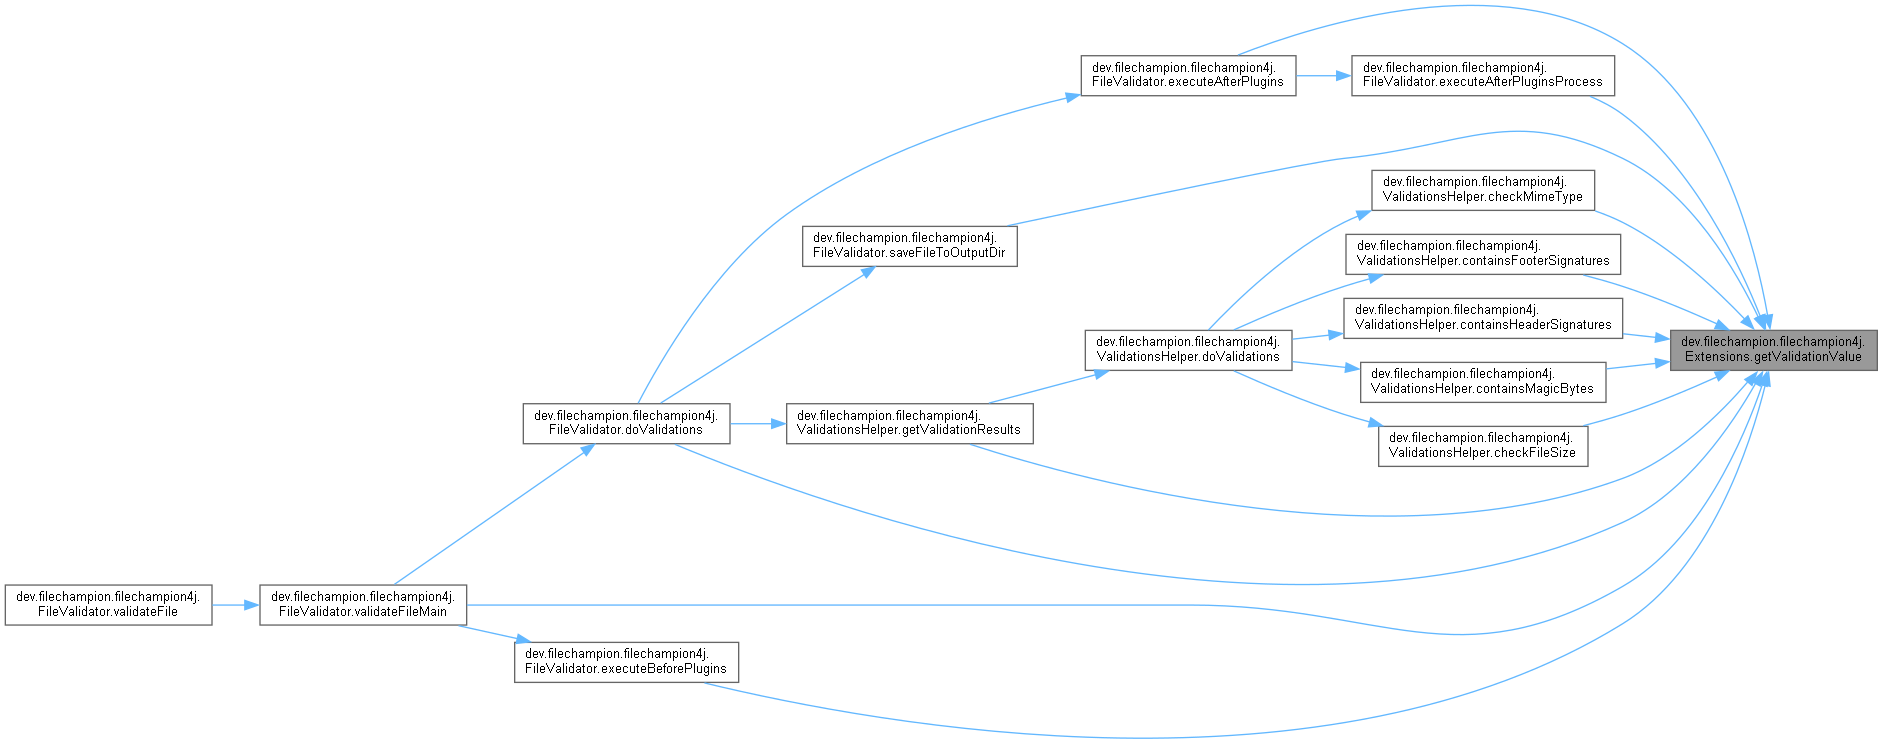 dev.filechampion.filechampion4j.
FileValidator.executeAfterPlugins
dev.filechampion.filechampion4j.
FileValidator.executeAfterPluginsProcess
dev.filechampion.filechampion4j.
ValidationsHelper.checkMimeType
dev.filechampion.filechampion4j.
FileValidator.saveFileToOutputDir
dev.filechampion.filechampion4j.
ValidationsHelper.containsFooterSignatures
dev.filechampion.filechampion4j.
ValidationsHelper.containsHeaderSignatures
dev.filechampion.filechampion4j.
ValidationsHelper.doValidations
dev.filechampion.filechampion4j.
Extensions.getValidationValue
dev.filechampion.filechampion4j.
ValidationsHelper.containsMagicBytes
dev.filechampion.filechampion4j.
FileValidator.doValidations
dev.filechampion.filechampion4j.
ValidationsHelper.getValidationResults
dev.filechampion.filechampion4j.
ValidationsHelper.checkFileSize
dev.filechampion.filechampion4j.
FileValidator.validateFile
dev.filechampion.filechampion4j.
FileValidator.validateFileMain
dev.filechampion.filechampion4j.
FileValidator.executeBeforePlugins